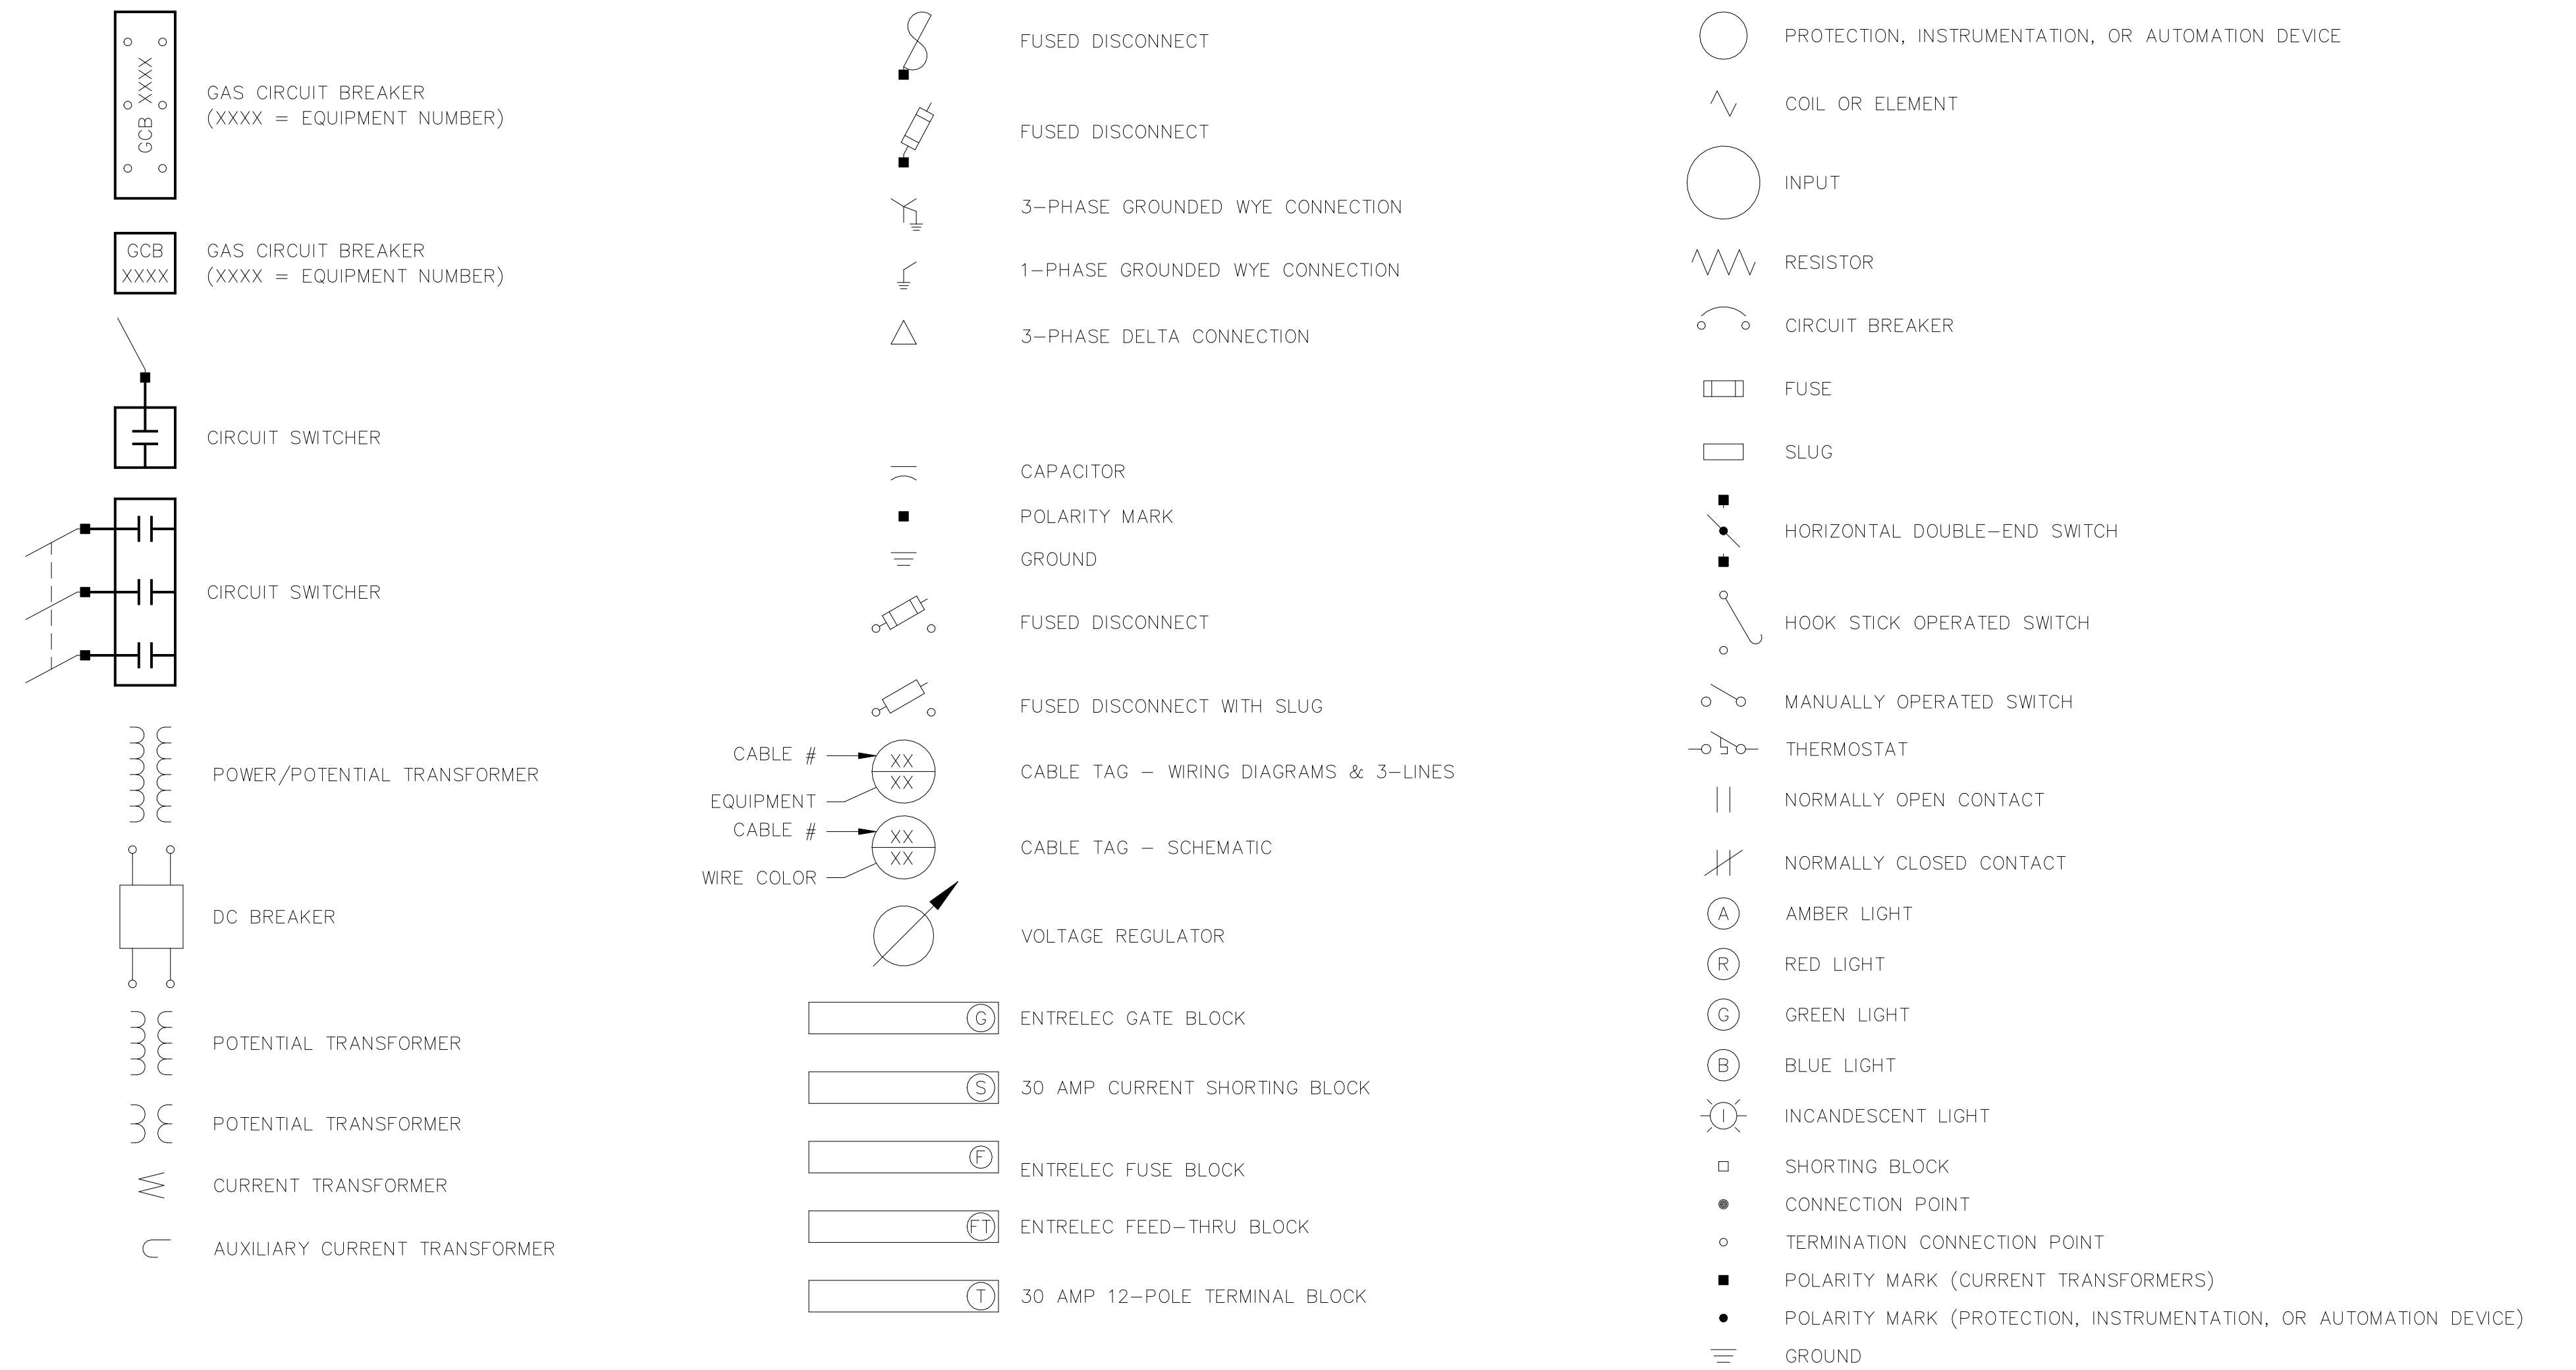 GCB XXXX
GAS CIRCUIT BREAKER
(XXXX = EQUIPMENT NUMBER)
GCB
XXXX
GAS CIRCUIT BREAKER
(XXXX = EQUIPMENT NUMBER)
CIRCUIT SWITCHER
CIRCUIT SWITCHER
POWER/POTENTIAL TRANSFORMER
DC BREAKER
POTENTIAL TRANSFORMER
POTENTIAL TRANSFORMER
CURRENT TRANSFORMER
AUXILIARY CURRENT TRANSFORMER
FUSED DISCONNECT
FUSED DISCONNECT
3-PHASE GROUNDED WYE CONNECTION
1-PHASE GROUNDED WYE CONNECTION
3-PHASE DELTA CONNECTION
CAPACITOR
POLARITY MARK
GROUND
FUSED DISCONNECT
FUSED DISCONNECT WITH SLUG
CABLE #
XX
XX
EQUIPMENT
CABLE TAG - WIRING DIAGRAMS & 3-LINES
CABLE #
XX
XX
WIRE COLOR
CABLE TAG - SCHEMATIC
VOLTAGE REGULATOR
G ENTRELEC GATE BLOCK
S 30 AMP CURRENT SHORTING BLOCK
F ENTRELEC FUSE BLOCK
FT ENTRELEC FEED-THRU BLOCK
T 30 AMP 12-POLE TERMINAL BLOCK
PROTECTION, INSTRUMENTATION, OR AUTOMATION DEVICE
COIL OR ELEMENT
INPUT
RESISTOR
CIRCUIT BREAKER
FUSE
SLUG
HORIZONTAL DOUBLE-END SWITCH
HOOK STICK OPERATED SWITCH
MANUALLY OPERATED SWITCH
THERMOSTAT
NORMALLY OPEN CONTACT
NORMALLY CLOSED CONTACT
A AMBER LIGHT
R RED LIGHT
G GREEN LIGHT
B BLUE LIGHT
I INCANDESCENT LIGHT
SHORTING BLOCK
CONNECTION POINT
TERMINATION CONNECTION POINT
POLARITY MARK (CURRENT TRANSFORMERS)
POLARITY MARK (PROTECTION, INSTRUMENTATION, OR AUTOMATION DEVICE)
GROUND